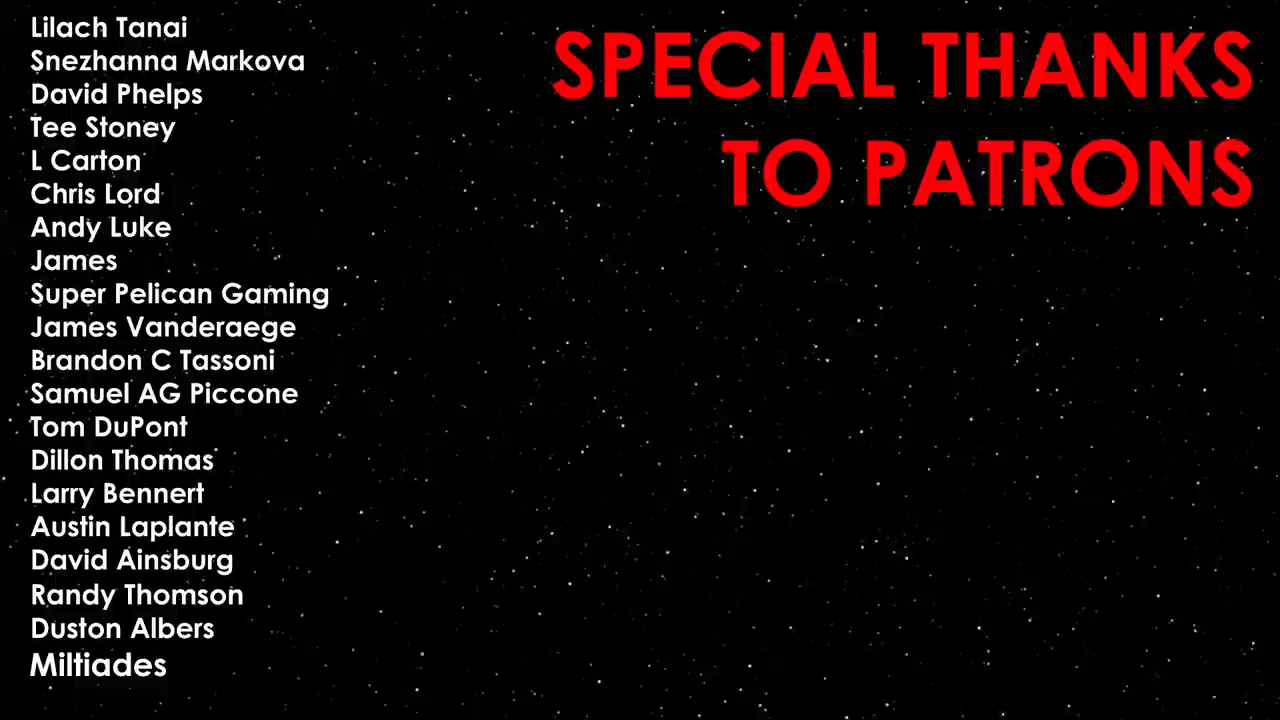 Lilach Tanai
Snezhanna Markova
David Phelps
Tee Stoney
L Carton
Chris Lord
Andy Luke
James
Super Pelican Gaming
James Vanderaege
Brandon C Tassoni
Samuel AG Piccone
Tom DuPont
Dillon Thomas
Larry Bennert
Austin Laplante
David Ainsburg
Randy Thomson
Duston Albers
Miltiades
SPECIAL THANKS
TO PATRONS